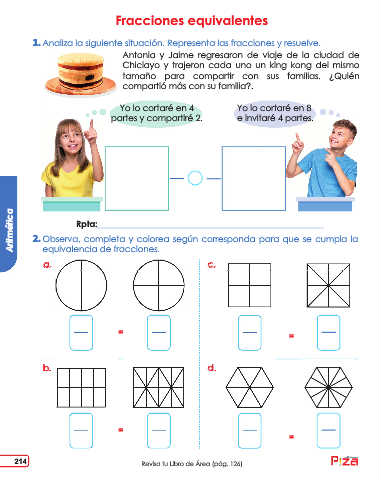 Fracciones equivalentes
1. Analiza la siguiente situación. Representa las fracciones y resuelve.
Antonia y Jaime regresaron de viaje de la ciudad de
Chiclayo y trajeron cada uno un king kong del mismo
tamaño para compartir con sus familias. ¿Quién
compartió más con su familia?.
Yo lo cortaré en 4
partes y compartiré 2.
Yo lo cortaré en 8
e invitaré 4 partes.
Rpta:
Aritmética
2. Observa, completa y colorea según corresponda para que se cumpla la
equivalencia de fracciones.
a.
=
c.
=
b.
=
d.
=
214
Revisa tu Libro de Área (pág. 126)
Piza